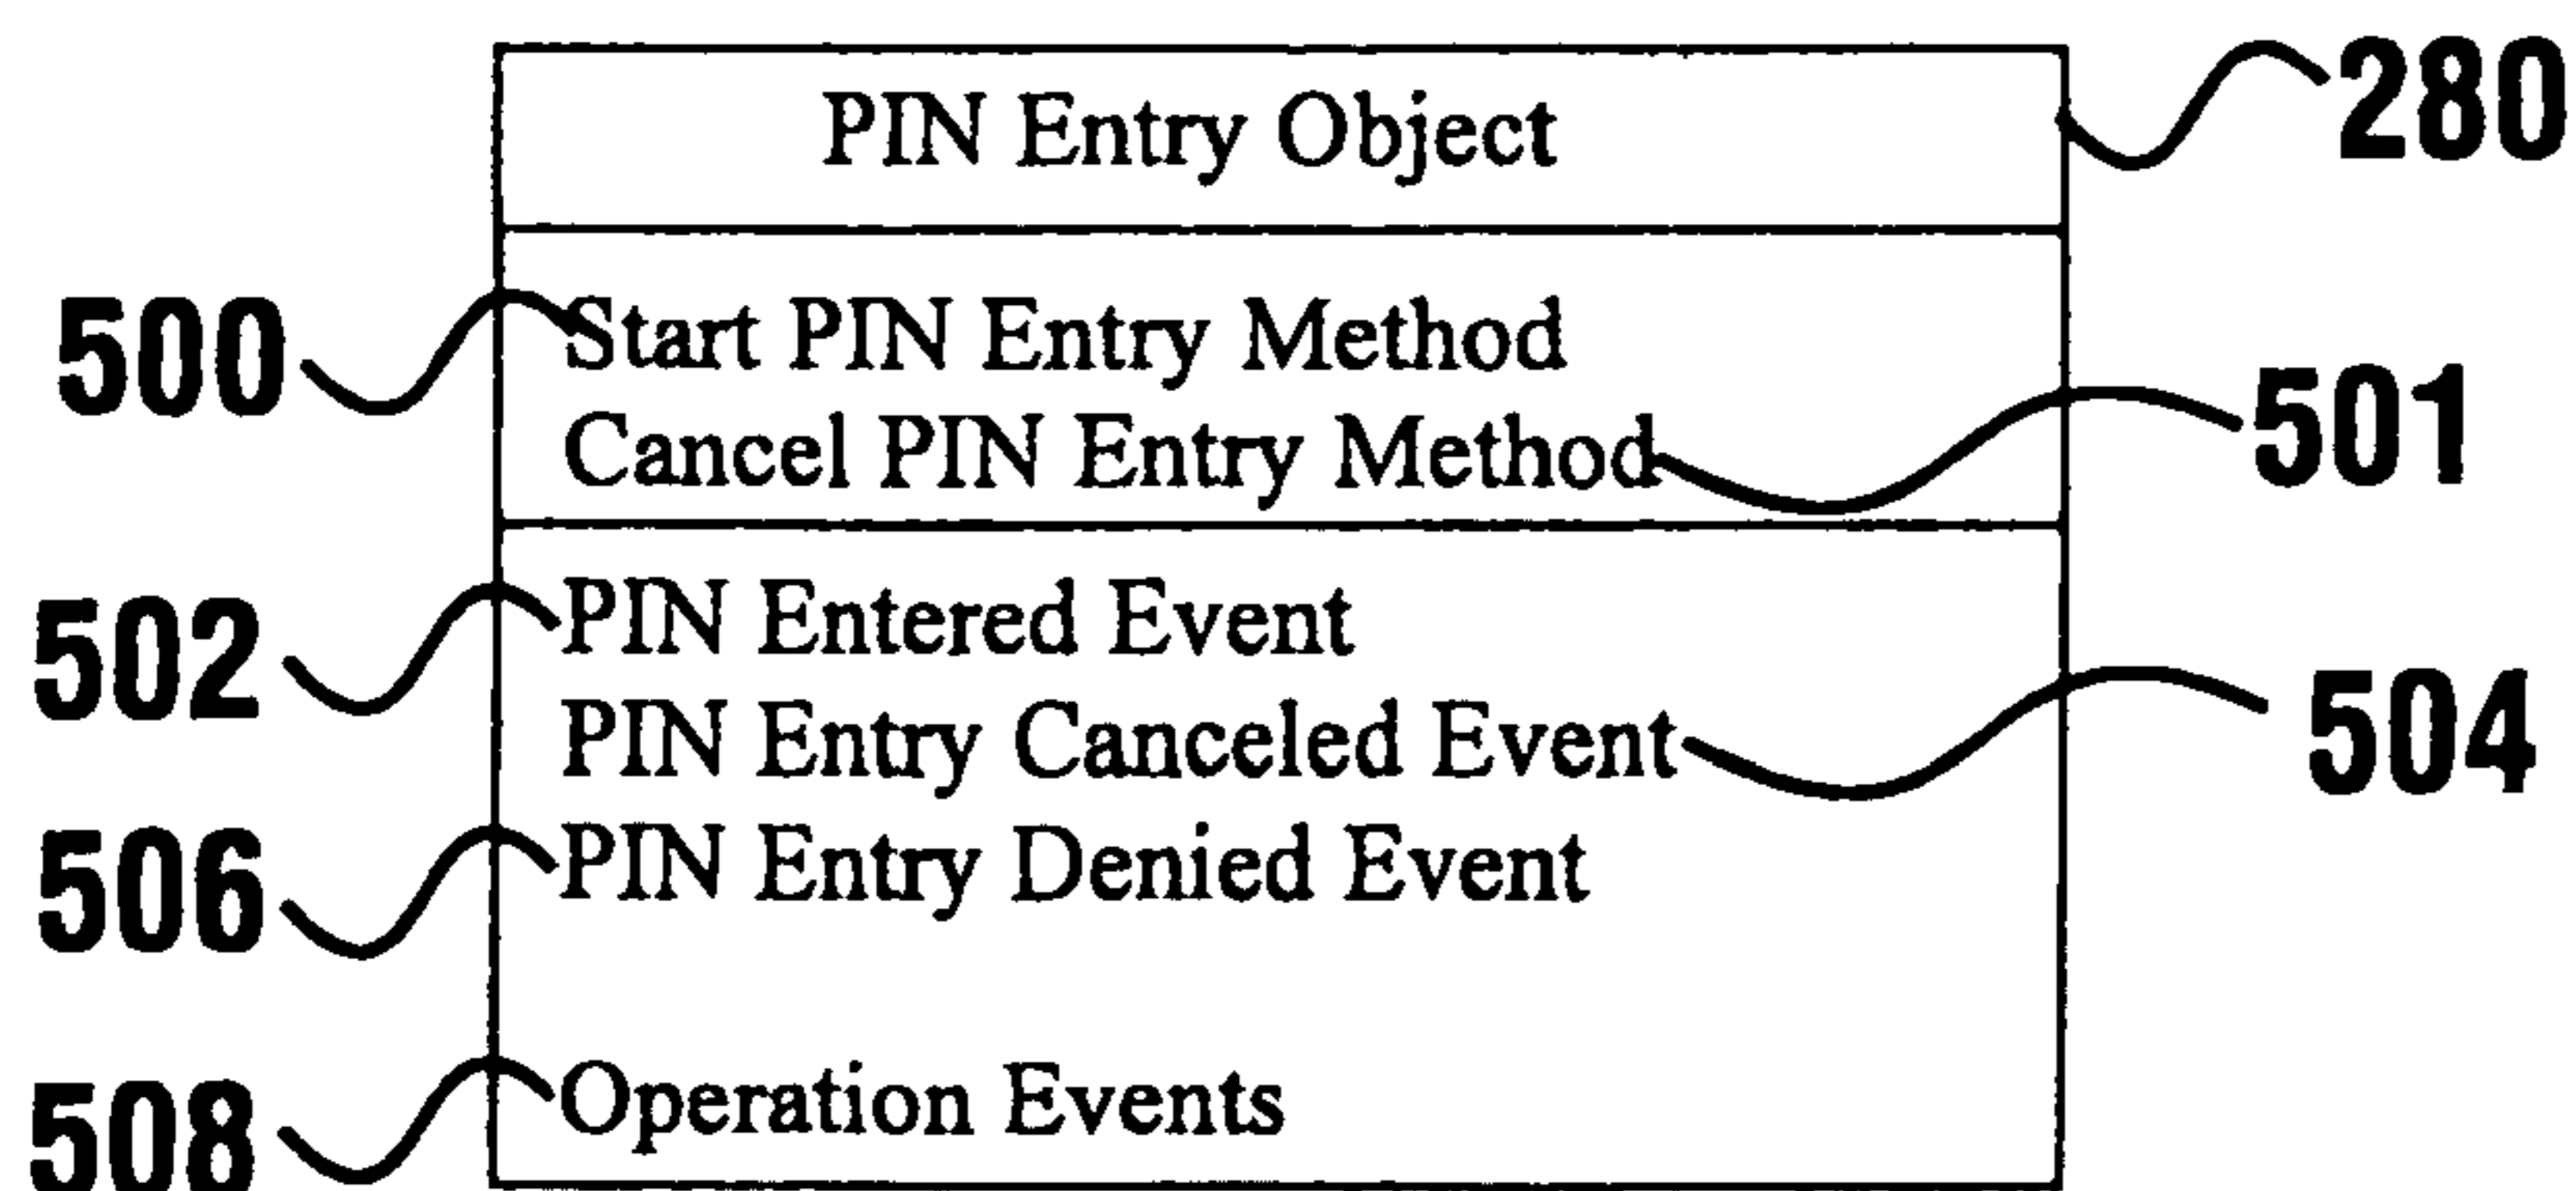 PIN Entry Object 280
500 Start PIN Entry Method
Cancel PIN Entry Method 501
502 PIN Entered Event
PIN Entry Canceled Event 504
506 PIN Entry Denied Event
508 Operation Events